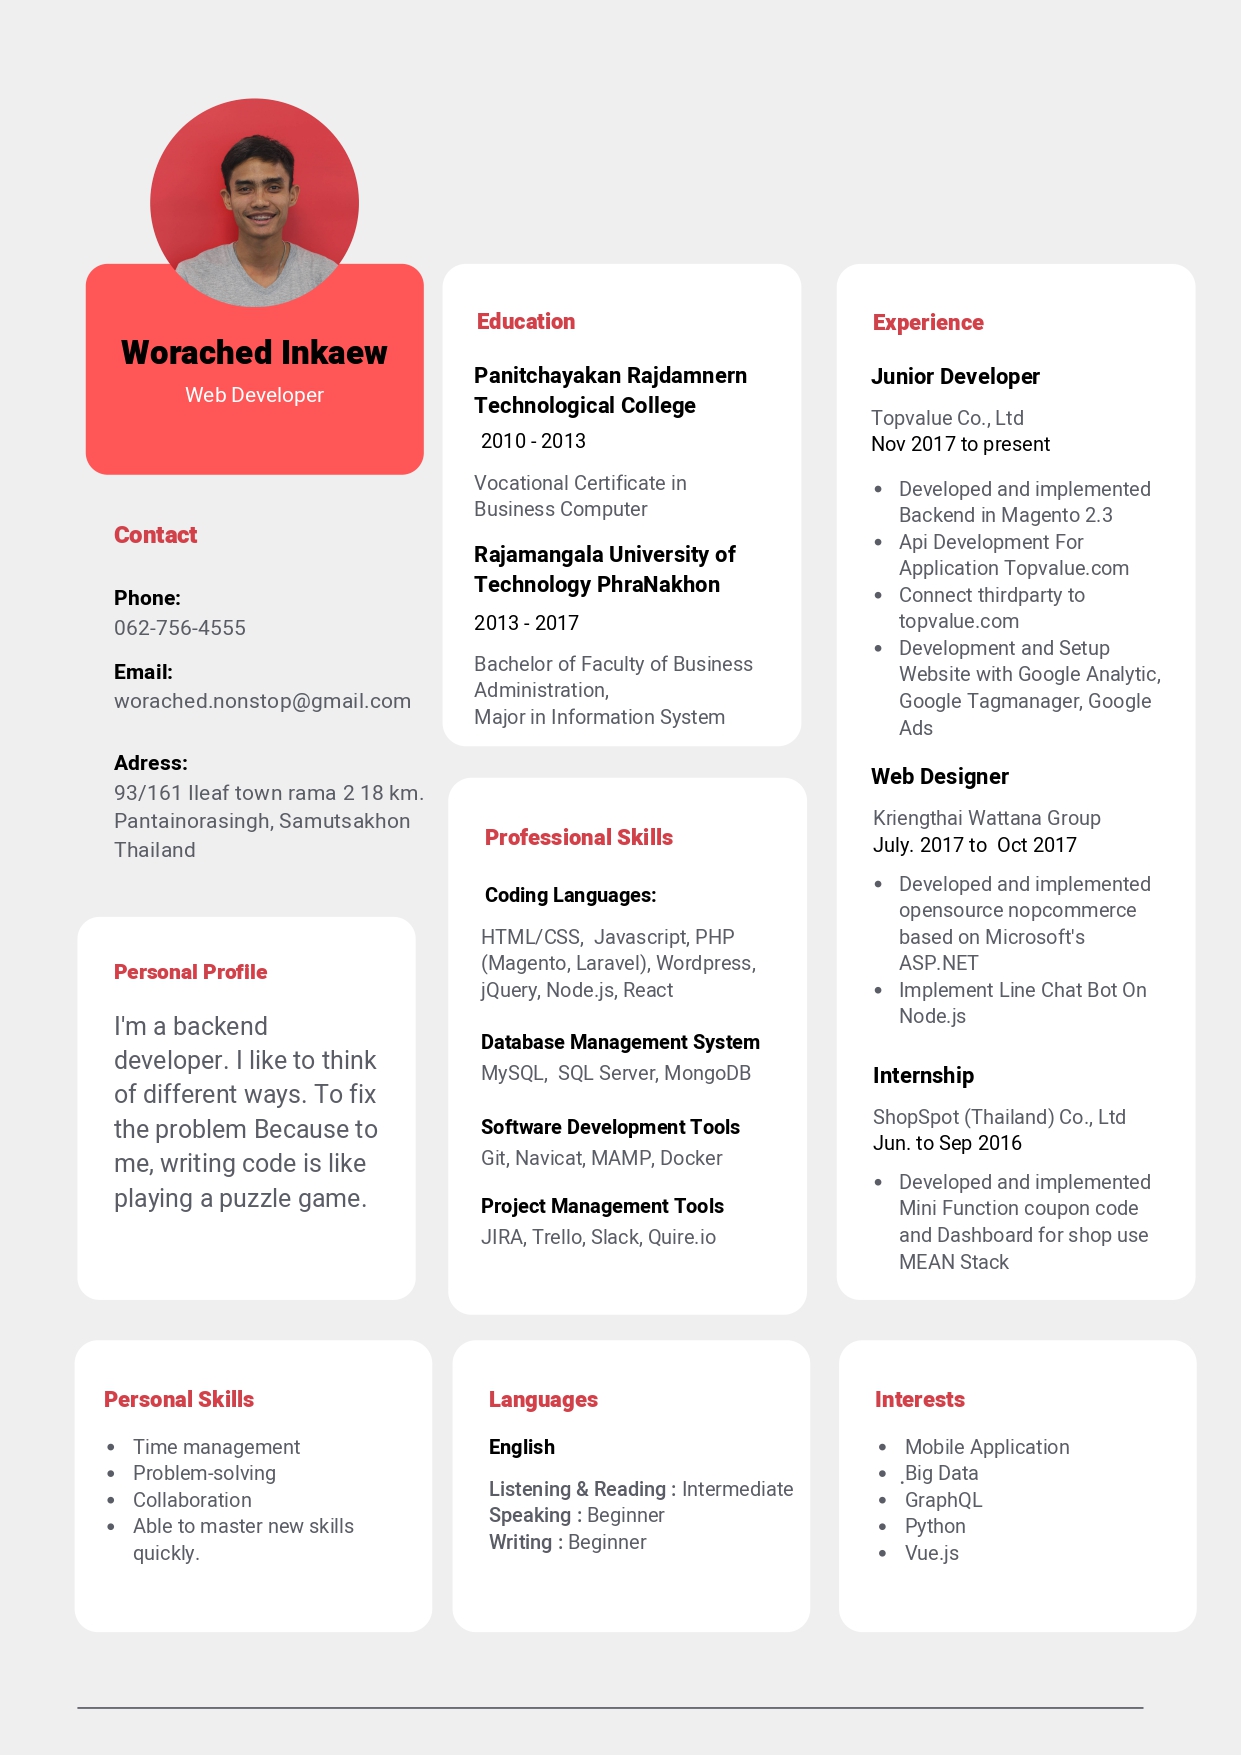 Worached Inkaew
Web Developer
Contact
Phone:
062-756-4555
Email:
worached.nonstop@gmail.com
Adress:
93/161 Ileaf town rama 2 18 km.
Pantainorasingh, Samutsakhon
Thailand
Personal Profile
I'm a backend
developer. I like to think
of different ways. To fix
the problem Because to
me, writing code is like
playing a puzzle game.
Education
Panitchayakan Rajdamnern
Technological College
2010 - 2013
Vocational Certificate in
Business Computer
Rajamangala University of
Technology PhraNakhon
2013 - 2017
Bachelor of Faculty of Business
Administration,
Major in Information System
Professional Skills
Coding Languages:
HTML/CSS,  Javascript, PHP
(Magento, Laravel), Wordpress,
jQuery, Node.js, React
Database Management System
MySQL,  SQL Server, MongoDB
Software Development Tools
Git, Navicat, MAMP, Docker
Project Management Tools
JIRA, Trello, Slack, Quire.io
Experience
Junior Developer
Topvalue Co., Ltd
Nov 2017 to present
• Developed and implemented
Backend in Magento 2.3
• Api Development For
Application Topvalue.com
• Connect thirdparty to
topvalue.com
• Development and Setup
Website with Google Analytic,
Google Tagmanager, Google
Ads
Web Designer
Kriengthai Wattana Group
July. 2017 to  Oct 2017
• Developed and implemented
opensource nopcommerce
based on Microsoft's
ASP.NET
• Implement Line Chat Bot On
Node.js
Internship
ShopSpot (Thailand) Co., Ltd
Jun. to Sep 2016
• Developed and implemented
Mini Function coupon code
and Dashboard for shop use
MEAN Stack
Personal Skills
• Time management
• Problem-solving
• Collaboration
• Able to master new skills
quickly.
Languages
English
Listening & Reading : Intermediate
Speaking : Beginner
Writing : Beginner
Interests
• Mobile Application
• .Big Data
• GraphQL
• Python
• Vue.js